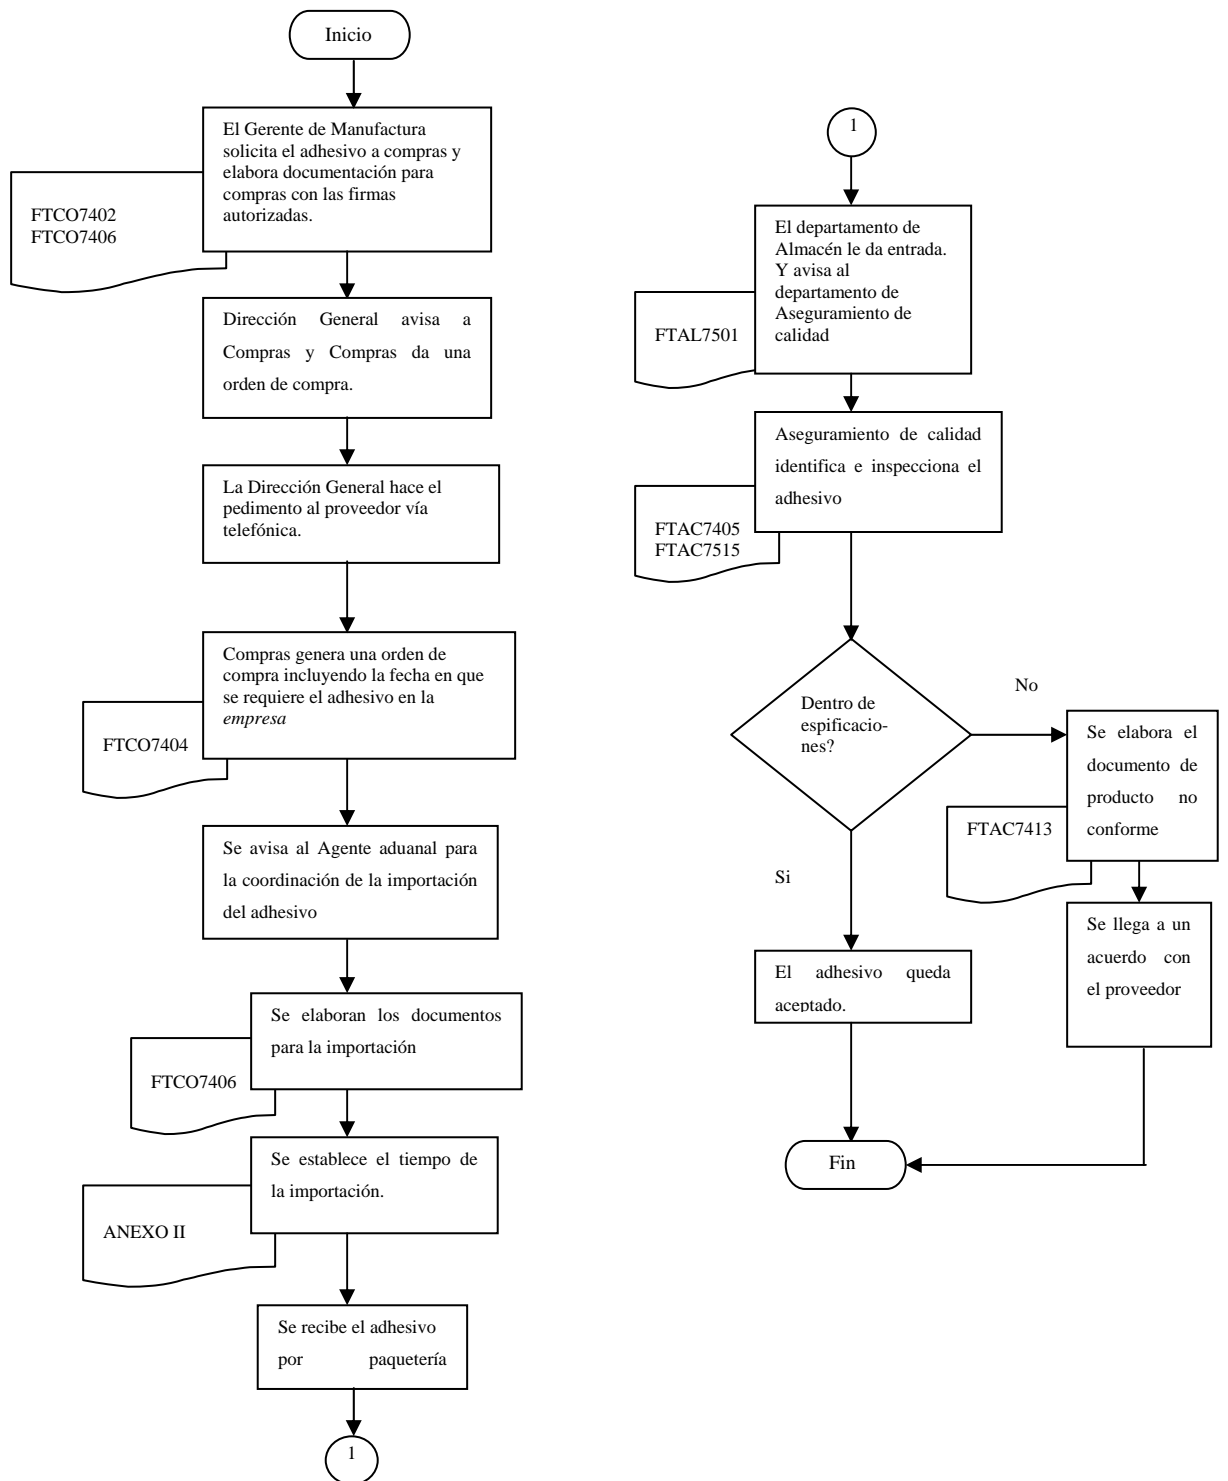 Inicio
El Gerente de Manufactura
solicita el adhesivo a compras y
elabora documentación para
compras con las firmas
autorizadas.
FTCO7402
FTCO7406
Dirección General avisa a
Compras y Compras da una
orden de compra.
La Dirección General hace el
pedimento al proveedor vía
telefónica.
Compras genera una orden de
compra incluyendo la fecha en que
se requiere el adhesivo en la
empresa
FTCO7404
Se avisa al Agente aduanal para
la coordinación de la importación
del adhesivo
Se elaboran los documentos
para la importación
FTCO7406
Se establece el tiempo de
la importación.
ANEXO II
Se recibe el adhesivo
por paquetería
1
1
El departamento de
Almacén le da entrada.
Y avisa al
departamento de
Aseguramiento de
calidad
FTAL7501
Aseguramiento de calidad
identifica e inspecciona el
adhesivo
FTAC7405
FTAC7515
Dentro de
espificacio-
nes?
No
Se elabora el
documento de
producto no
conforme
FTAC7413
Se llega a un
acuerdo con
el proveedor
Si
El adhesivo queda
aceptado.
Fin